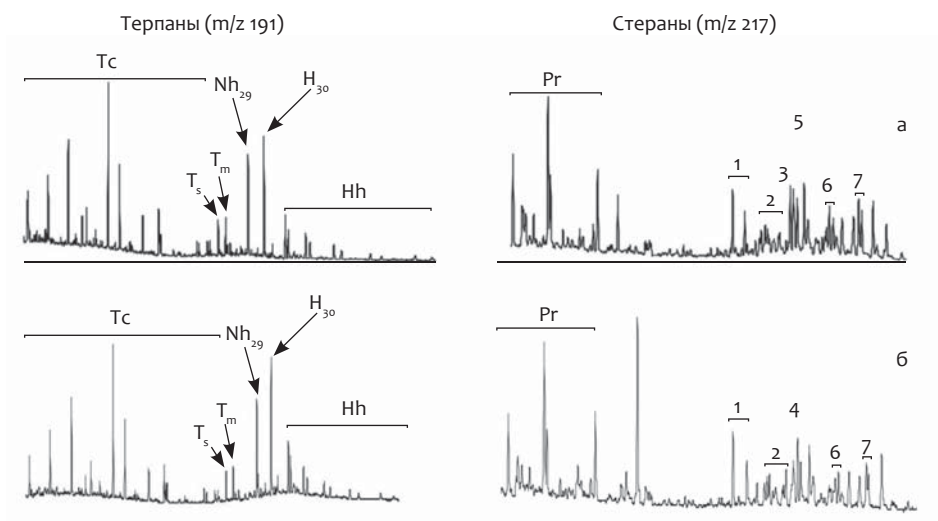 Терпаны (m/z 191)
Стераны (m/z 217)
Tc
Nh29
H30
Ts
Tm
Hh
Pr
1
2
3
5
6
7
а
Tc
Nh29
H30
Ts
Tm
Hh
Pr
1
2
4
6
7
б